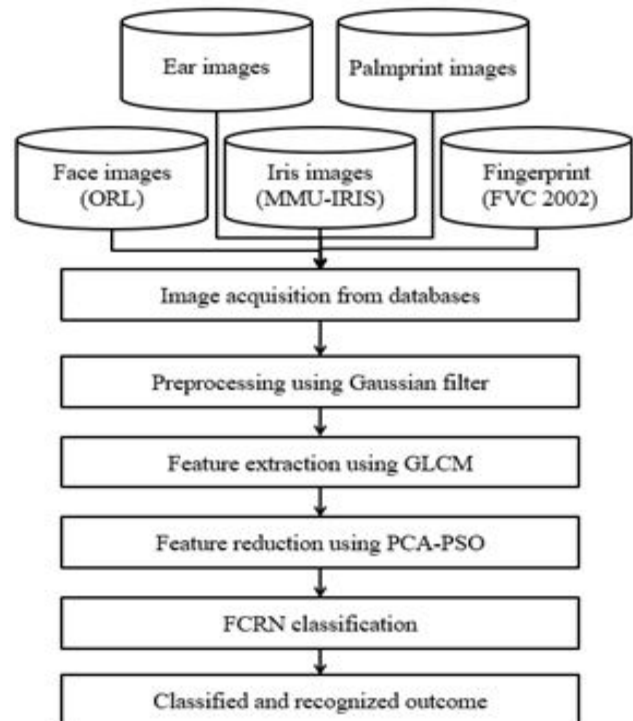 Ear images
Palmprint images
Face images
(ORL)
Iris images
(MMU-IRIS)
Fingerprint
(FVC 2002)
Image acquisition from databases
Preprocessing using Gaussian filter
Feature extraction using GLCM
Feature reduction using PCA-PSO
FCRN classification
Classified and recognized outcome